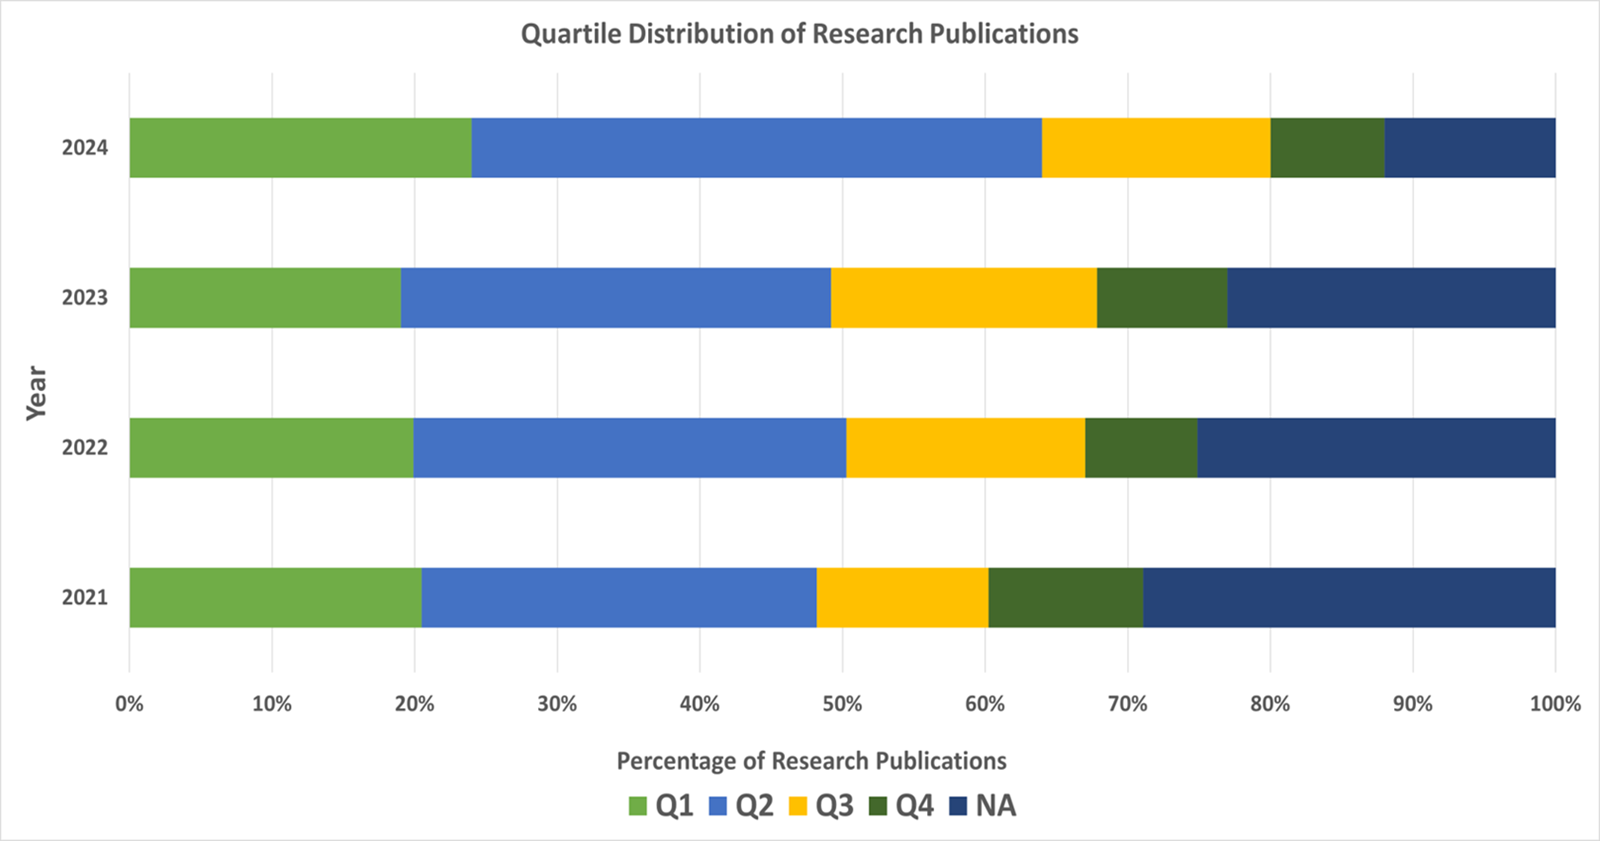 Quartile Distribution of Research Publications
2024
2023
2022
2021
Year
0% 10% 20% 30% 40% 50% 60% 70% 80% 90% 100%
Percentage of Research Publications
Q1 Q2 Q3 Q4 NA